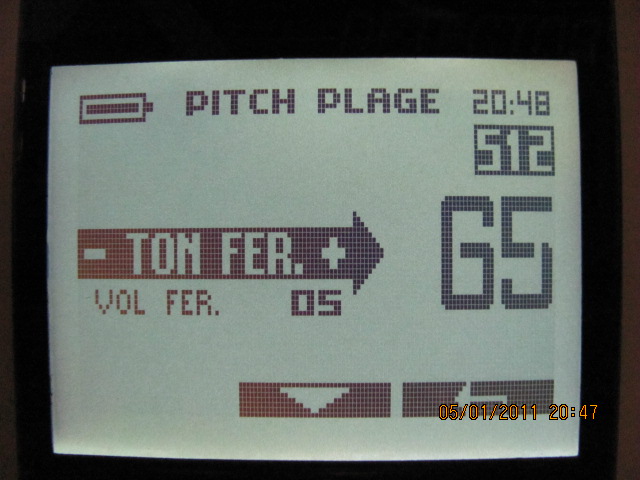 PITCH PLAGE 20:48
512
- TON FER. + 65
VOL FER. 05
05/01/2011 20:47